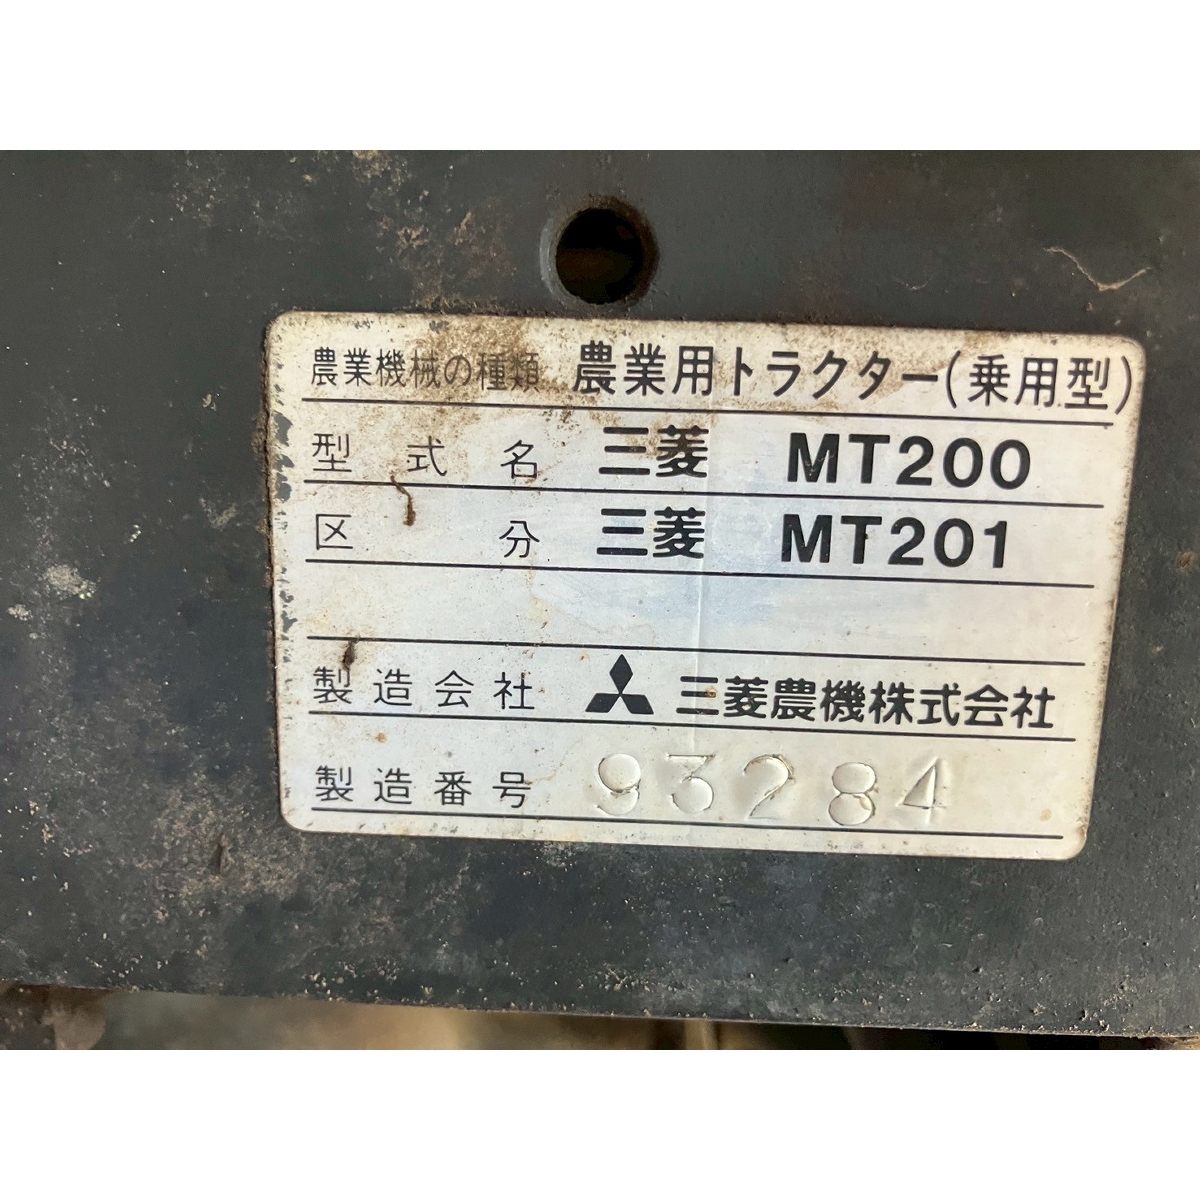 農業機械の種類 農業用トラクター(乗用型)
型式名 三菱 MT200
区分 三菱 MT201
製造会社 三菱農機株式会社
製造番号 93284